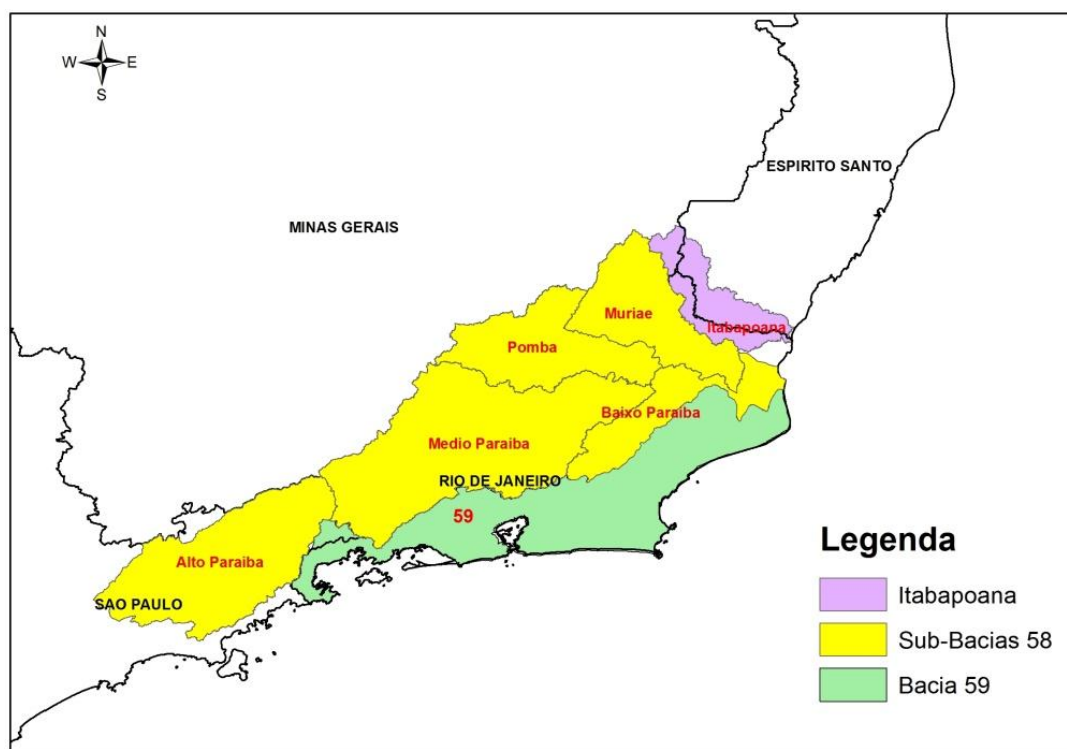 N
W E
S
ESPIRITO SANTO
MINAS GERAIS
Muriae
Itabapoana
Pomba
Baixo Paraiba
Medio Paraiba
RIO DE JANEIRO
59
Alto Paraiba
SAO PAULO
Legenda
Itabapoana
Sub-Bacias 58
Bacia 59